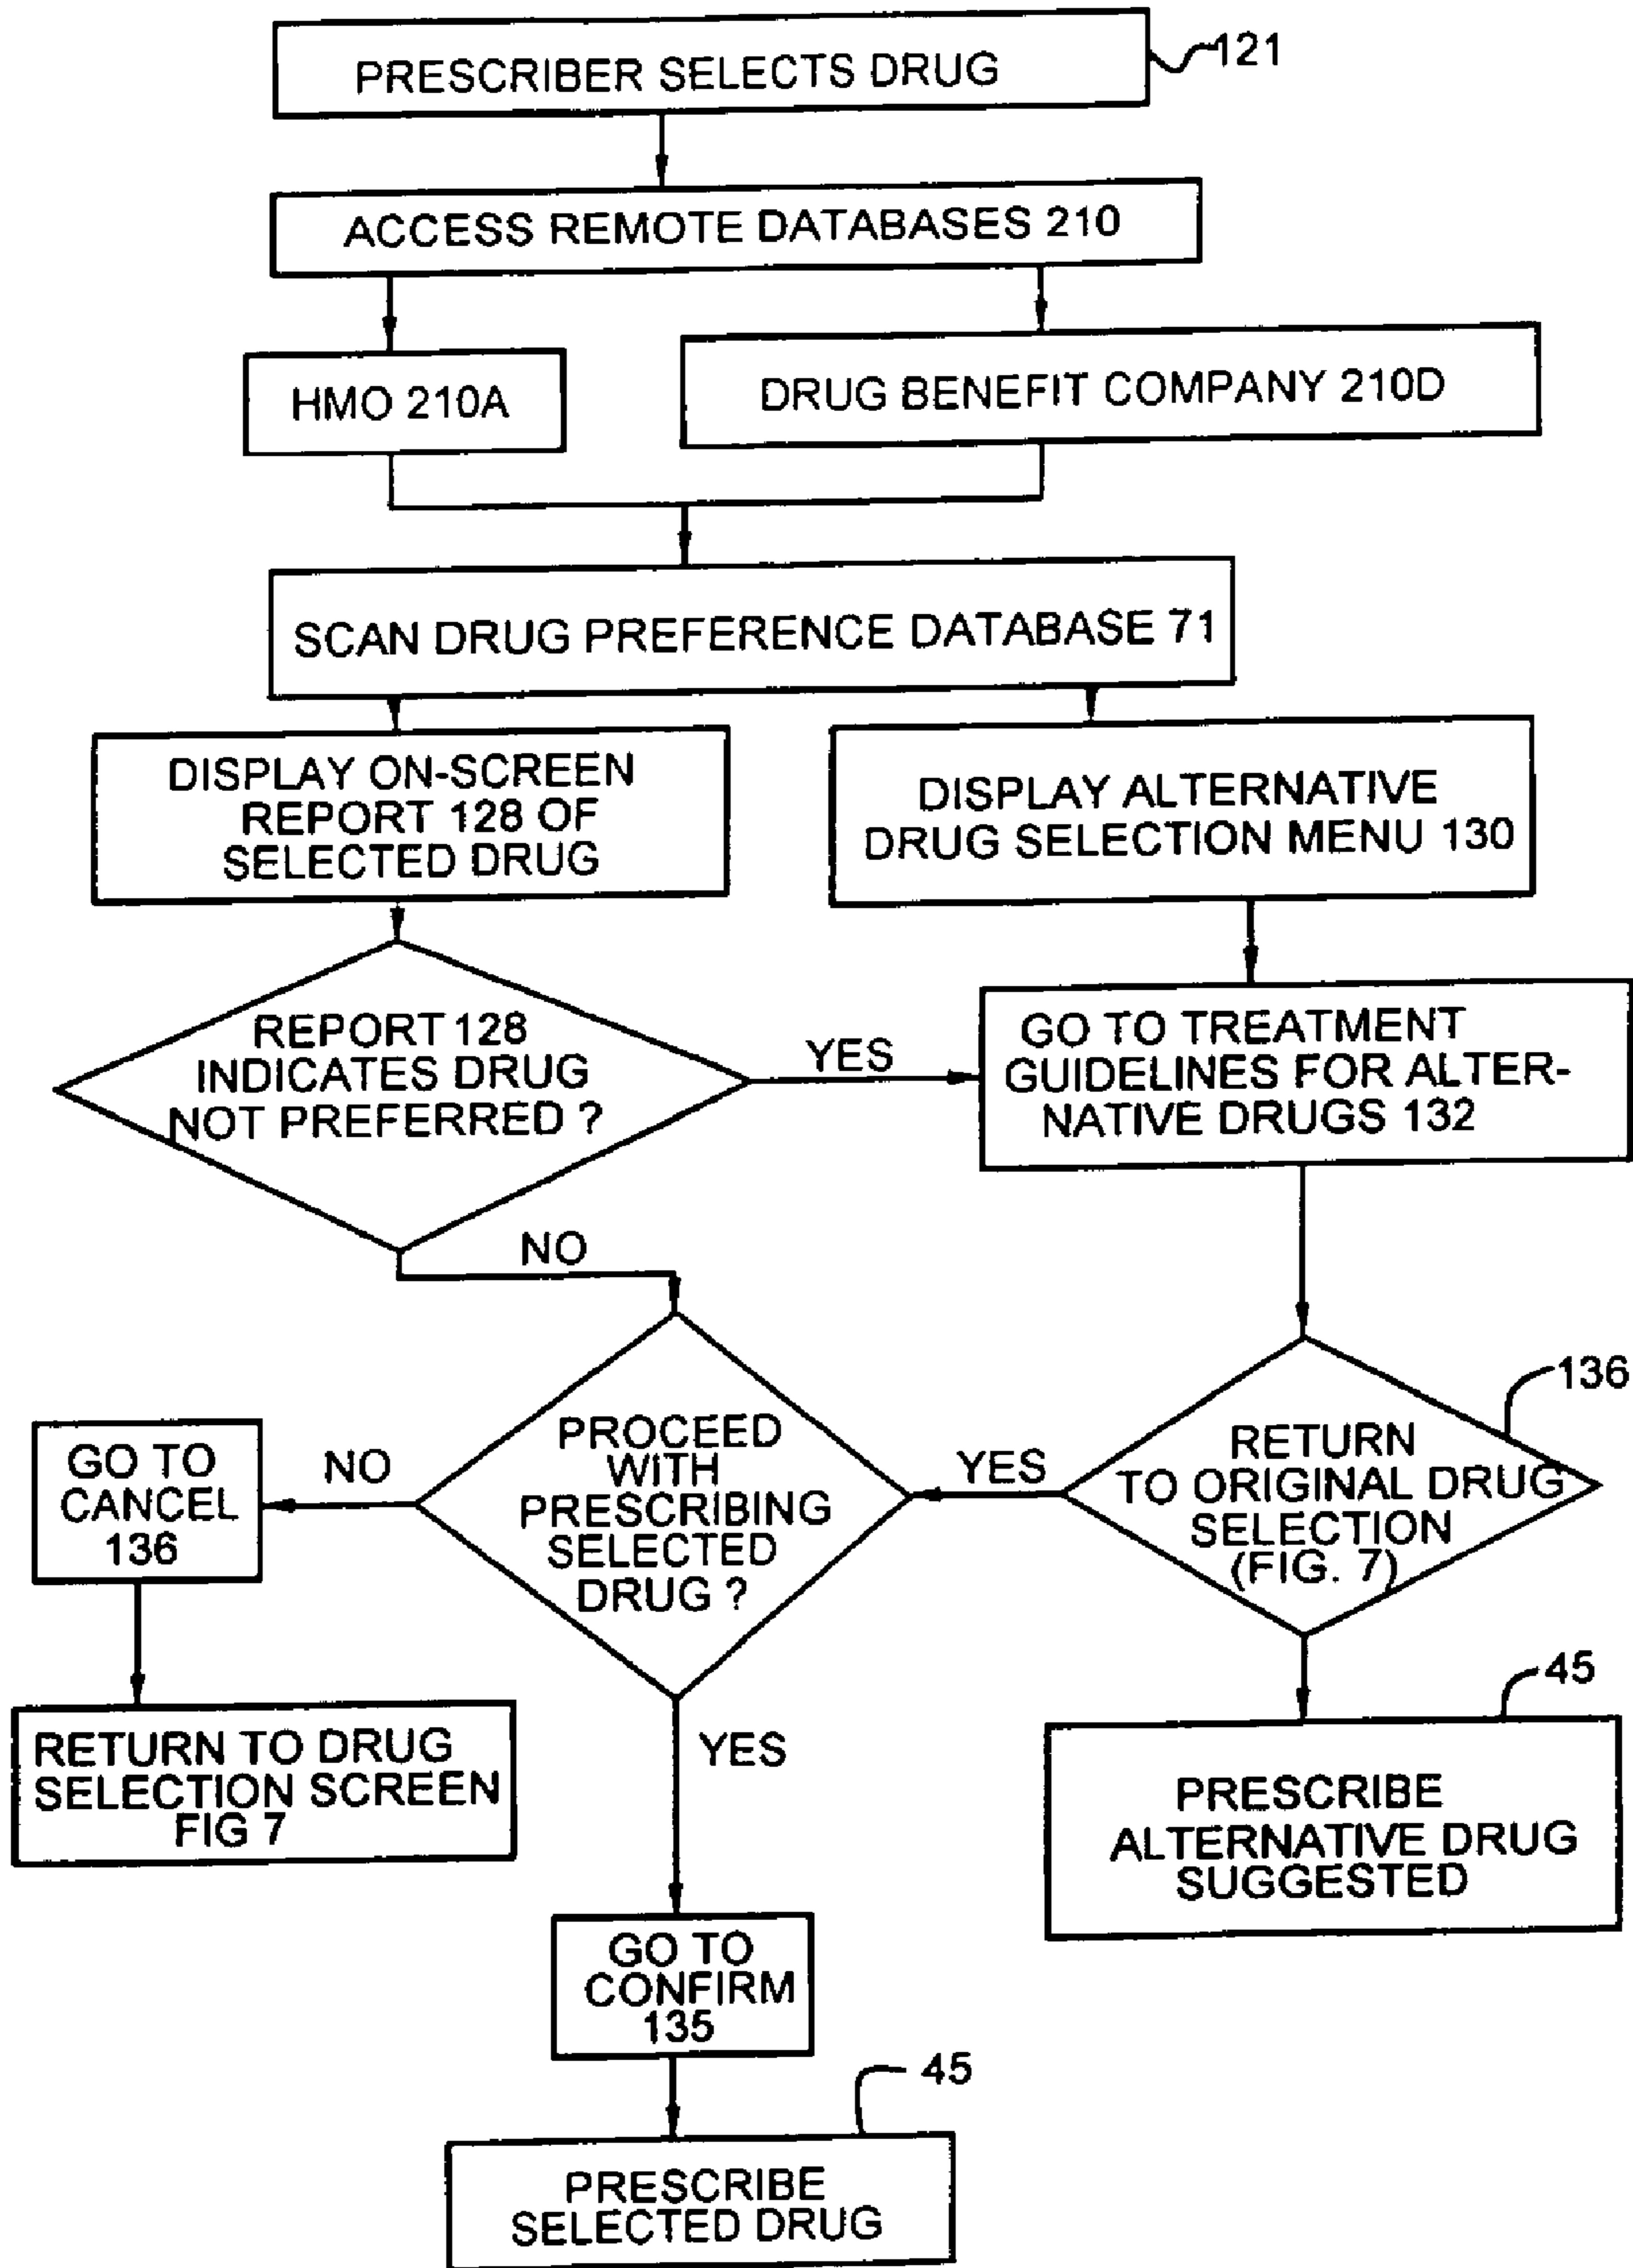 PRESCRIBER SELECTS DRUG
121
ACCESS REMOTE DATABASES 210
HMO 210A
DRUG BENEFIT COMPANY 210D
SCAN DRUG PREFERENCE DATABASE 71
DISPLAY ON-SCREEN
REPORT 128 OF
SELECTED DRUG
DISPLAY ALTERNATIVE
DRUG SELECTION MENU 130
REPORT 128
INDICATES DRUG
NOT PREFERRED ?
YES
GO TO TREATMENT
GUIDELINES FOR ALTER-
NATIVE DRUGS 132
NO
136
RETURN
TO ORIGINAL DRUG
SELECTION
(FIG. 7)
YES
PROCEED
WITH
PRESCRIBING
SELECTED
DRUG ?
NO
GO TO
CANCEL
136
RETURN TO DRUG
SELECTION SCREEN
FIG 7
YES
45
PRESCRIBE
ALTERNATIVE DRUG
SUGGESTED
GO TO
CONFIRM
135
45
PRESCRIBE
SELECTED DRUG